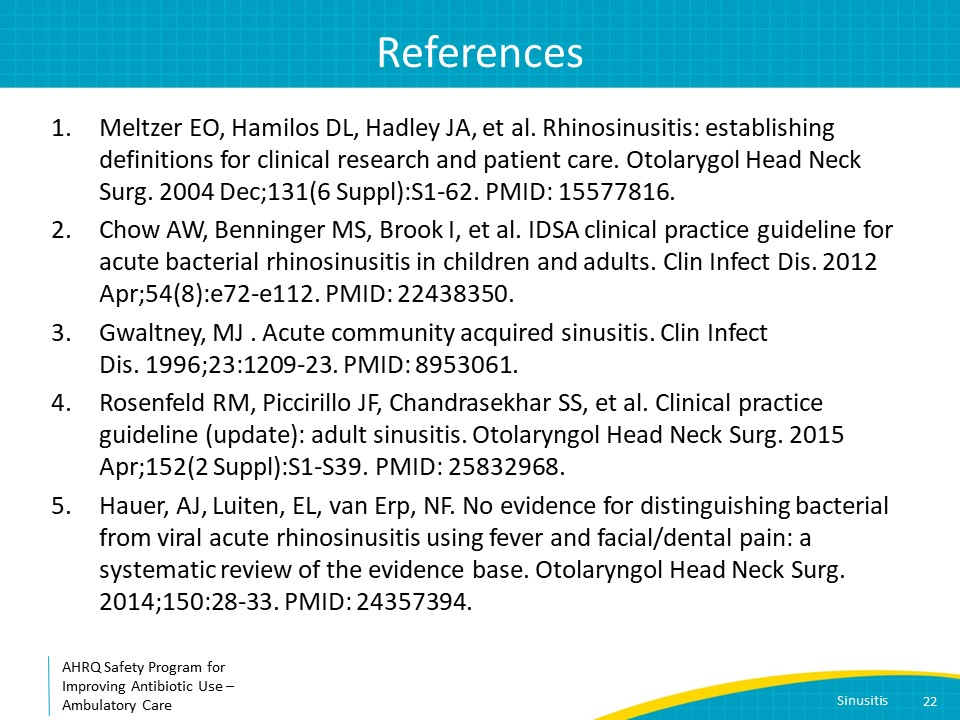 References
1. Meltzer EO, Hamilos DL, Hadley JA, et al. Rhinosinusitis: establishing
definitions for clinical research and patient care. Otolarygol Head Neck
Surg. 2004 Dec;131(6 Suppl):S1-62. PMID: 15577816.
2. Chow AW, Benninger MS, Brook I, et al. IDSA clinical practice guideline for
acute bacterial rhinosinusitis in children and adults. Clin Infect Dis. 2012
Apr;54(8):e72-e112. PMID: 22438350.
3. Gwaltney, MJ . Acute community acquired sinusitis. Clin Infect
Dis. 1996;23:1209-23. PMID: 8953061.
4. Rosenfeld RM, Piccirillo JF, Chandrasekhar SS, et al. Clinical practice
guideline (update): adult sinusitis. Otolaryngol Head Neck Surg. 2015
Apr;152(2 Suppl):S1-S39. PMID: 25832968.
5. Hauer, AJ, Luiten, EL, van Erp, NF. No evidence for distinguishing bacterial
from viral acute rhinosinusitis using fever and facial/dental pain: a
systematic review of the evidence base. Otolaryngol Head Neck Surg.
2014;150:28-33. PMID: 24357394.
AHRQ Safety Program for
Improving Antibiotic Use –
Ambulatory Care
Sinusitis 22